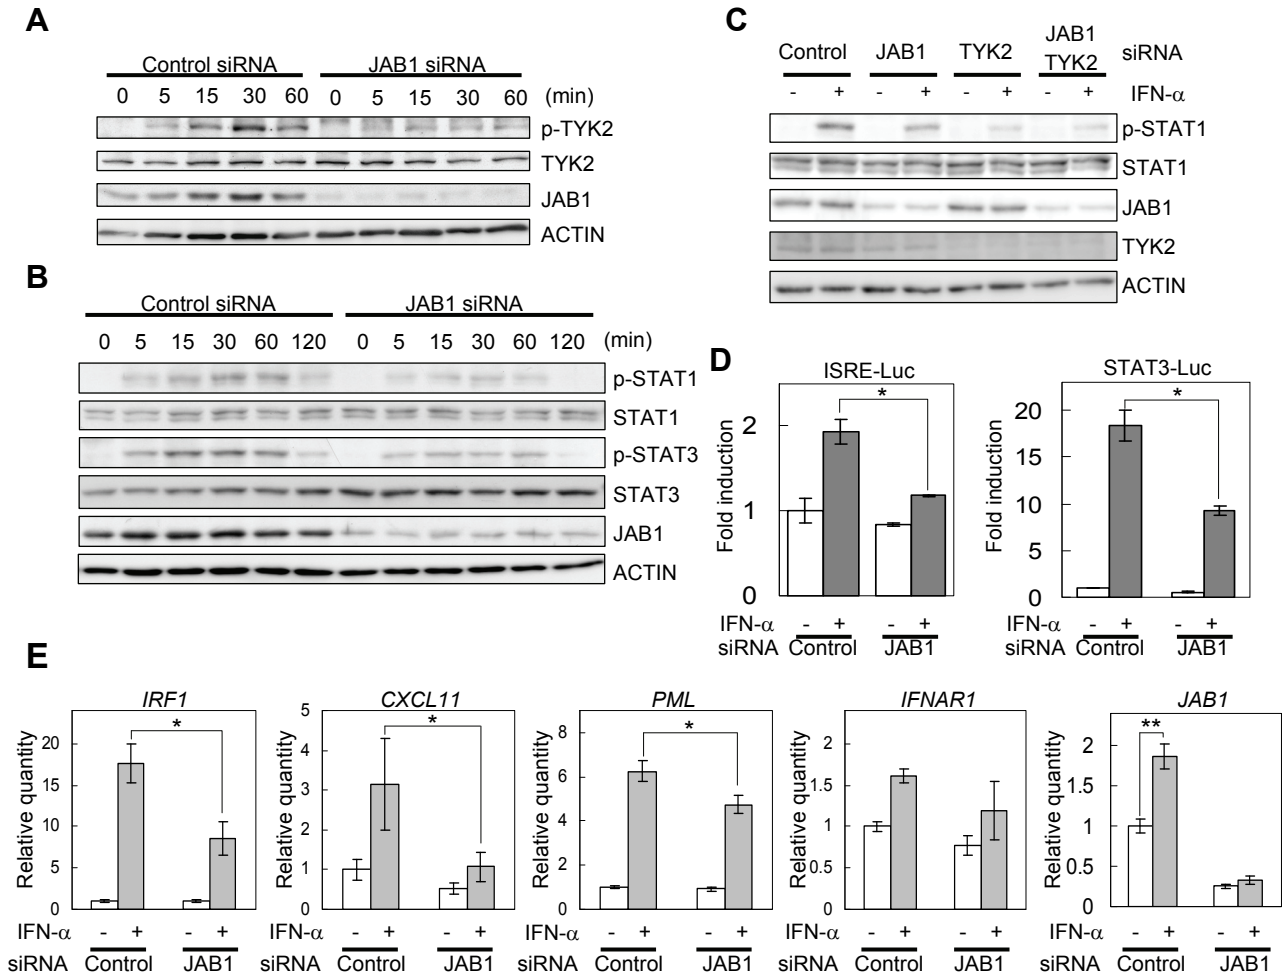 A
Control siRNA JAB1 siRNA
0 5 15 30 60 0 5 15 30 60 (min)
p-TYK2
TYK2
JAB1
ACTIN
B
Control siRNA JAB1 siRNA
0 5 15 30 60 120 0 5 15 30 60 120 (min)
p-STAT1
STAT1
p-STAT3
STAT3
JAB1
ACTIN
C
Control JAB1 TYK2 JAB1 TYK2 siRNA
- + - + - + - + IFN-α
p-STAT1
STAT1
JAB1
TYK2
ACTIN
D
ISRE-Luc
Fold induction
2
1
0
*
IFN-α - + - +
siRNA Control JAB1
STAT3-Luc
Fold induction
20
15
10
5
0
*
IFN-α - + - +
siRNA Control JAB1
E
IRF1
Relative quantity
20
15
10
5
0
*
IFN-α - + - +
siRNA Control JAB1
CXCL11
Relative quantity
5
4
3
2
1
0
*
IFN-α - + - +
siRNA Control JAB1
PML
Relative quantity
8
6
4
2
0
*
IFN-α - + - +
siRNA Control JAB1
IFNAR1
Relative quantity
2
1.5
1
0.5
0
IFN-α - + - +
siRNA Control JAB1
JAB1
Relative quantity
2
1.5
1
0.5
0
**
IFN-α - + - +
siRNA Control JAB1